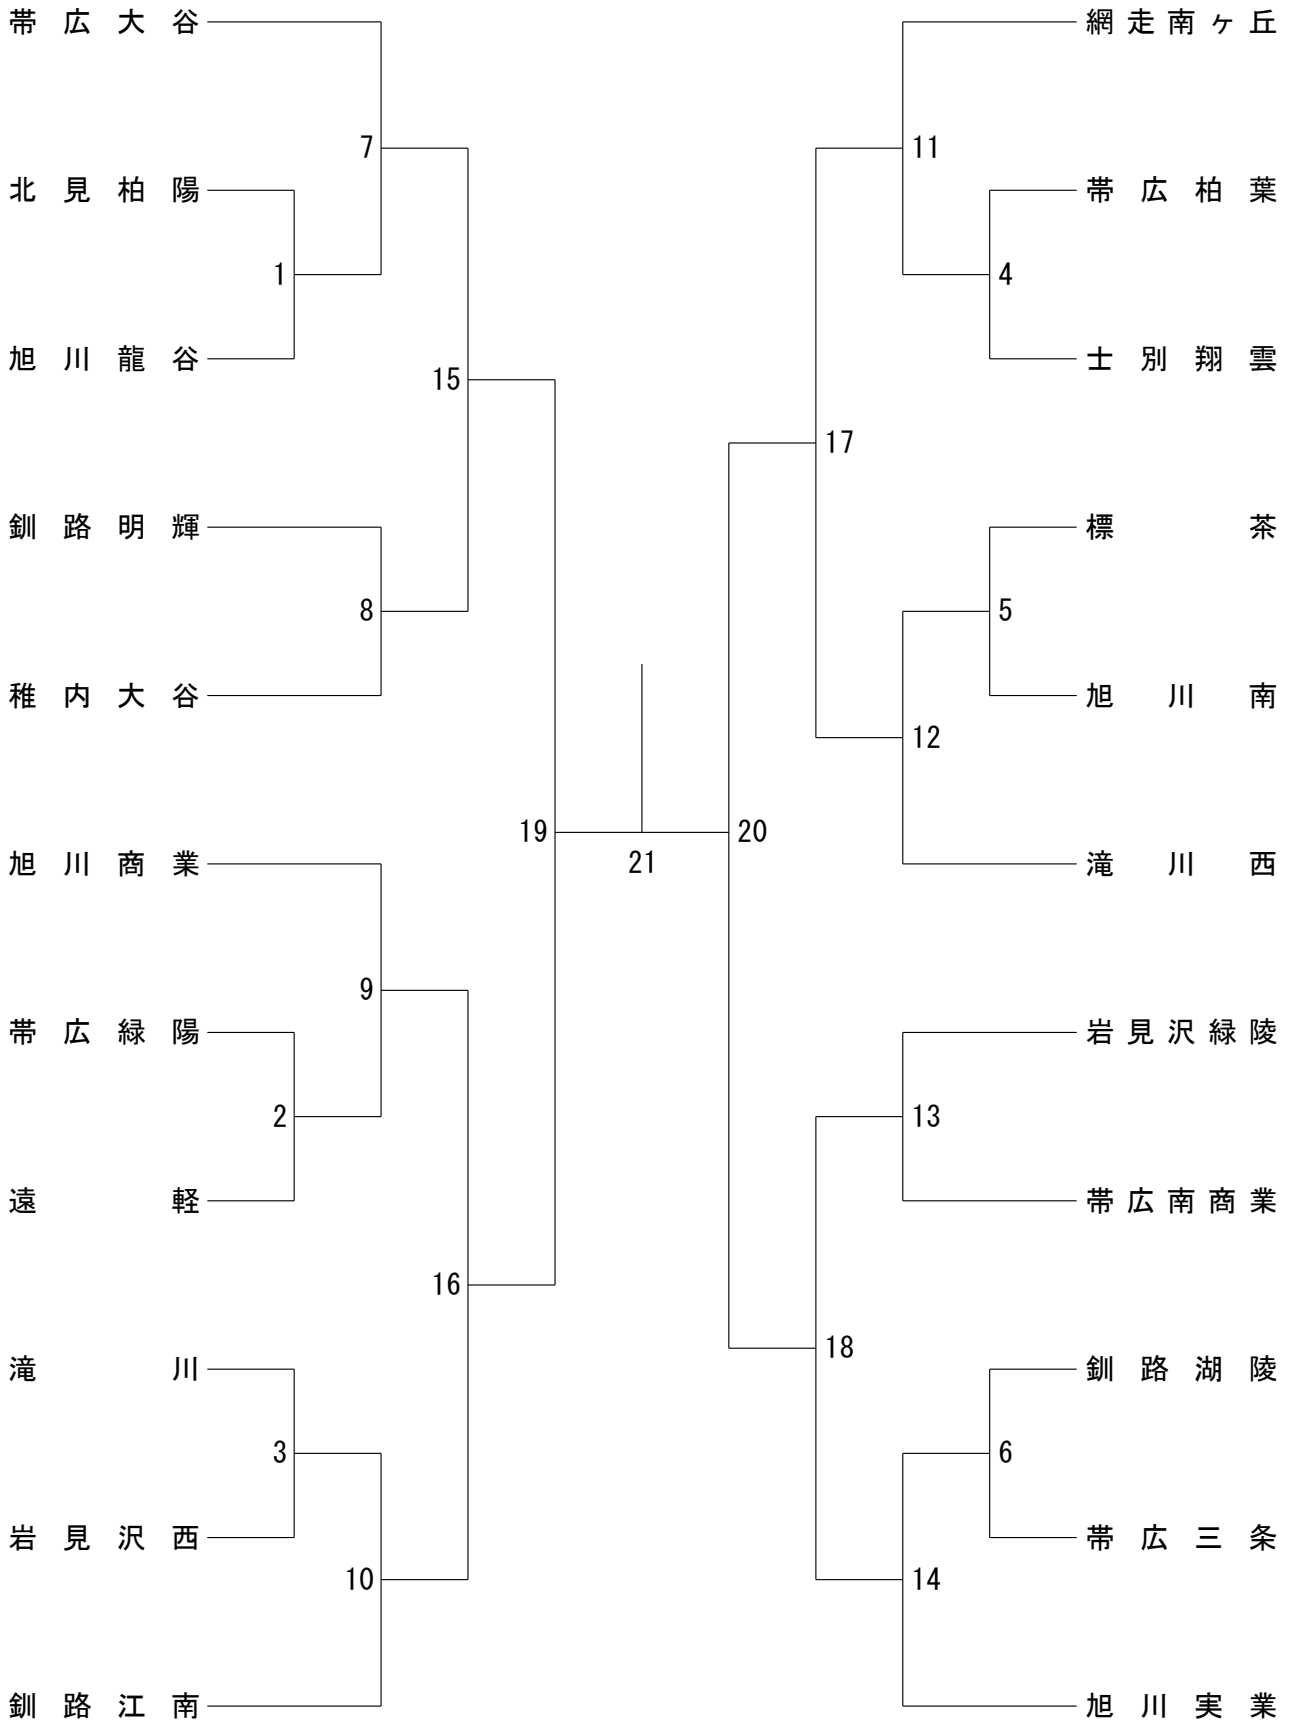 帯広大谷
網走南ヶ丘
7
11
北見柏陽
帯広柏葉
1
4
旭川龍谷
士別翔雲
15
17
釧路明輝
標茶
8
5
稚内大谷
旭川南
12
19
20
21
旭川商業
滝川西
9
帯広緑陽
岩見沢緑陵
2
13
遠軽
帯広南商業
16
18
滝川
釧路湖陵
3
6
岩見沢西
帯広三条
10
14
釧路江南
旭川実業